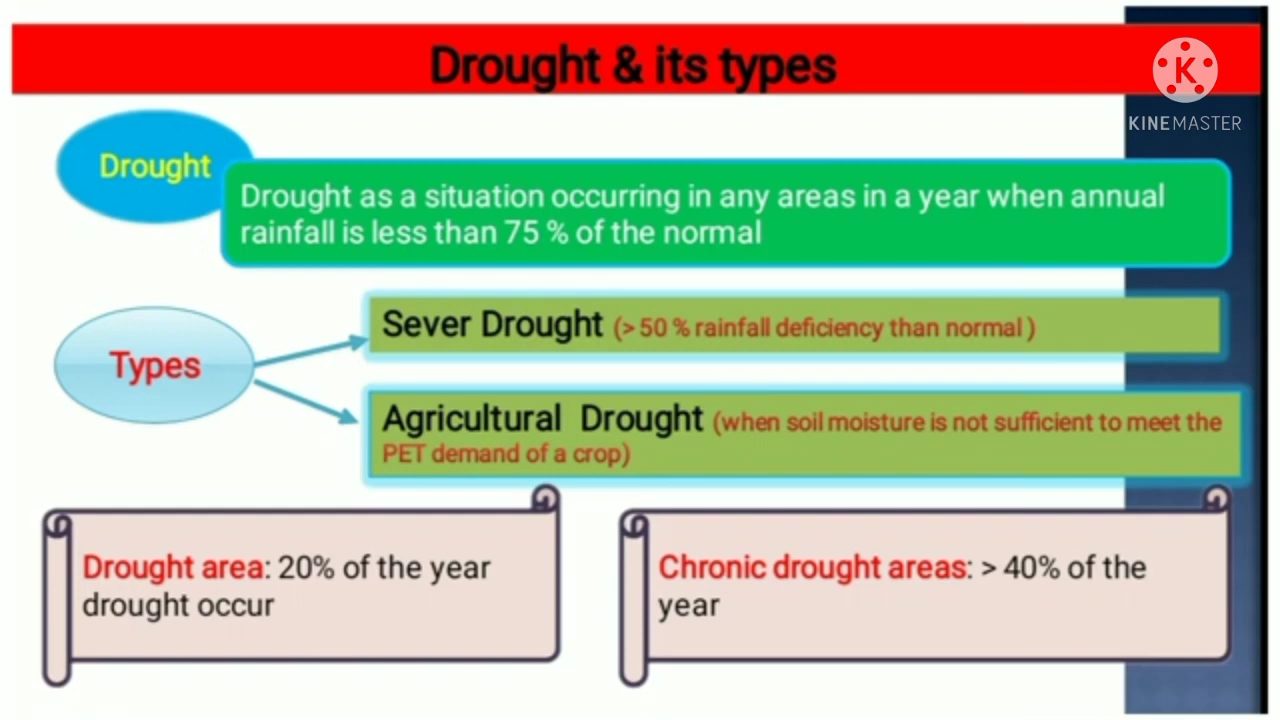 Drought & its types
KINEMASTER
Drought
Drought as a situation occurring in any areas in a year when annual
rainfall is less than 75 % of the normal
Types
Sever Drought (> 50 % rainfall deficiency than normal )
Agricultural Drought (when soil moisture is not sufficient to meet the
PET demand of a crop)
Drought area: 20% of the year
drought occur
Chronic drought areas: > 40% of the
year